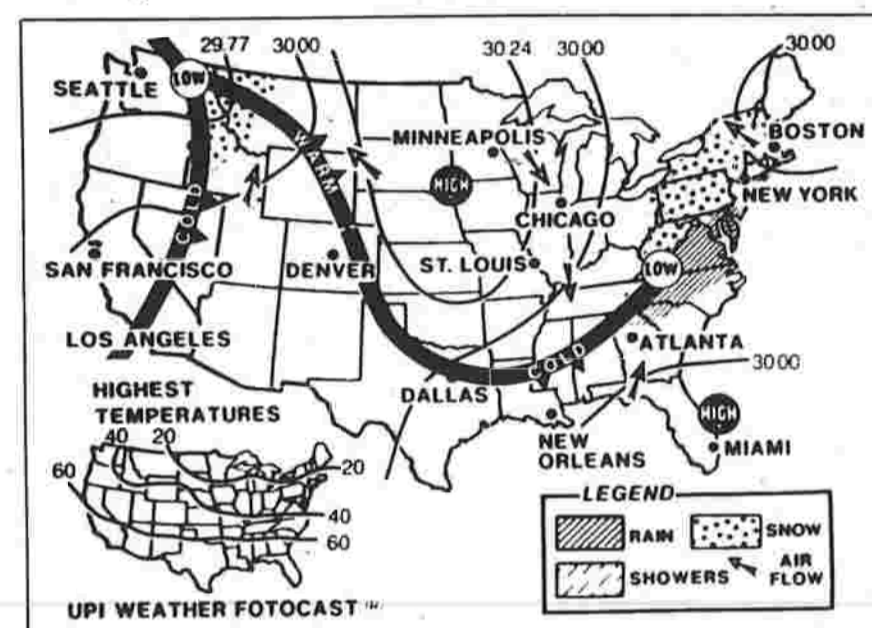 29.77 30.00 30.24 30.00 30.00
SEATTLE
LOW
MINNEAPOLIS
BOSTON
WARM
HIGH
NEW YORK
COLD
CHICAGO
SAN FRANCISCO
DENVER
ST. LOUIS
LOW
LOS ANGELES
ATLANTA
COLD
30.00
HIGHEST
TEMPERATURES
DALLAS
HIGH
NEW
ORLEANS
MIAMI
40 20
60
20
40
60
LEGEND
RAIN
SNOW
SHOWERS
AIR
FLOW
UPI WEATHER FOTOCAST